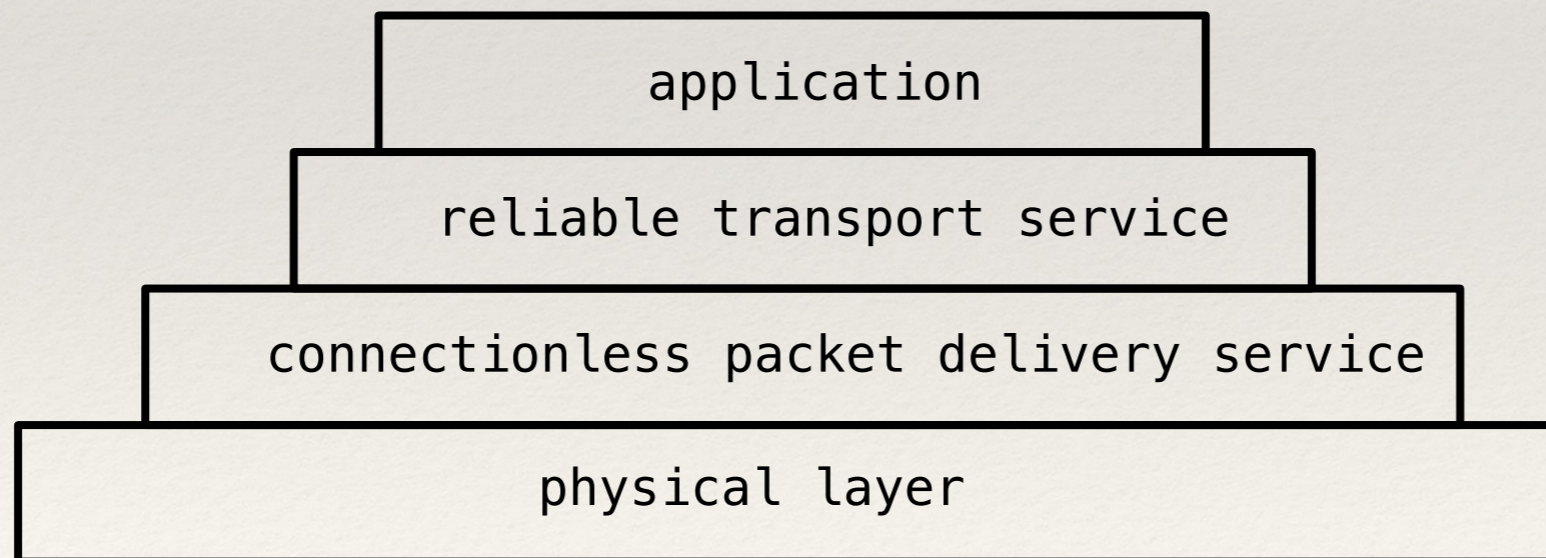 application
reliable transport service
connectionless packet delivery service
physical layer